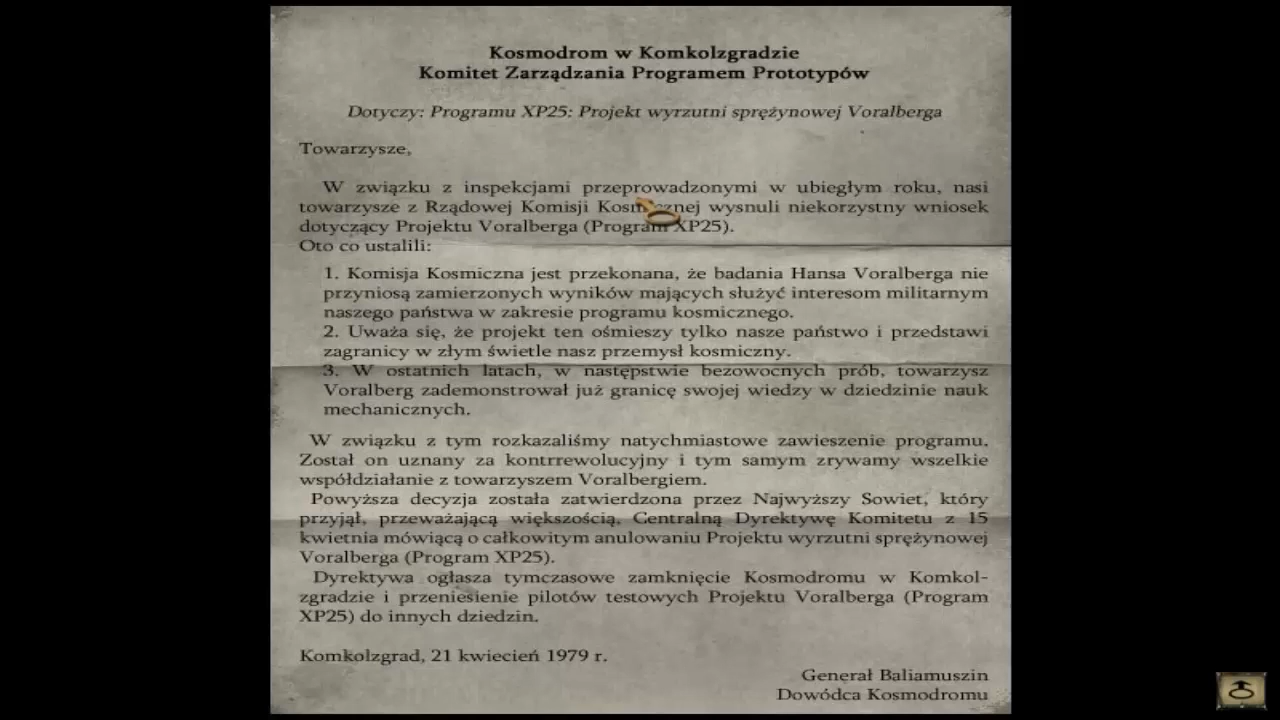 Kosmodrom w Komkolzgradzie
Komitet Zarządzania Programem Prototypów
Dotyczy: Programu XP25: Projekt wyrzutni sprężynowej Voralberga
Towarzysze,
W związku z inspekcjami przeprowadzonymi w ubiegłym roku, nasi
towarzysze z Rządowej Komisji Kosmicznej wysnuli niekorzystny wniosek
dotyczący Projektu Voralberga (Program XP25).
Oto co ustalili:
1. Komisja Kosmiczna jest przekonana, że badania Hansa Voralberga nie
przyniosą zamierzonych wyników mających służyć interesom militarnym
naszego państwa w zakresie programu kosmicznego.
2. Uważa się, że projekt ten ośmieszy tylko nasze państwo i przedstawi
zagranicy w złym świetle nasz przemysł kosmiczny.
3. W ostatnich latach, w następstwie bezowocnych prób, towarzysz
Voralberg zademonstrował już granicę swojej wiedzy w dziedzinie nauk
mechanicznych.
W związku z tym rozkazaliśmy natychmiastowe zawieszenie programu.
Został on uznany za kontrrewolucyjny i tym samym zrywamy wszelkie
współdziałanie z towarzyszem Voralbergiem.
Powyższa decyzja została zatwierdzona przez Najwyższy Sowiet, który
przyjął, przeważającą większością, Centralną Dyrektywę Komitetu z 15
kwietnia mówiącą o całkowitym anulowaniu Projektu wyrzutni sprężynowej
Voralberga (Program XP25).
Dyrektywa ogłasza tymczasowe zamknięcie Kosmodromu w Komkol-
zgradzie i przeniesienie pilotów testowych Projektu Voralberga (Program
XP25) do innych dziedzin.
Komkolzgrad, 21 kwiecień 1979 r.
Generał Baliamuszin
Dowódca Kosmodromu